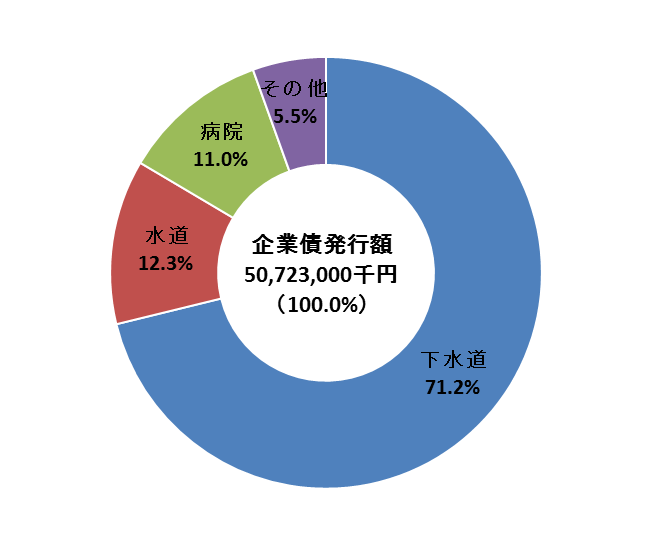 その他
5.5%
病院
11.0%
水道
12.3%
企業債発行額
50,723,000千円
（100.0%）
下水道
71.2%